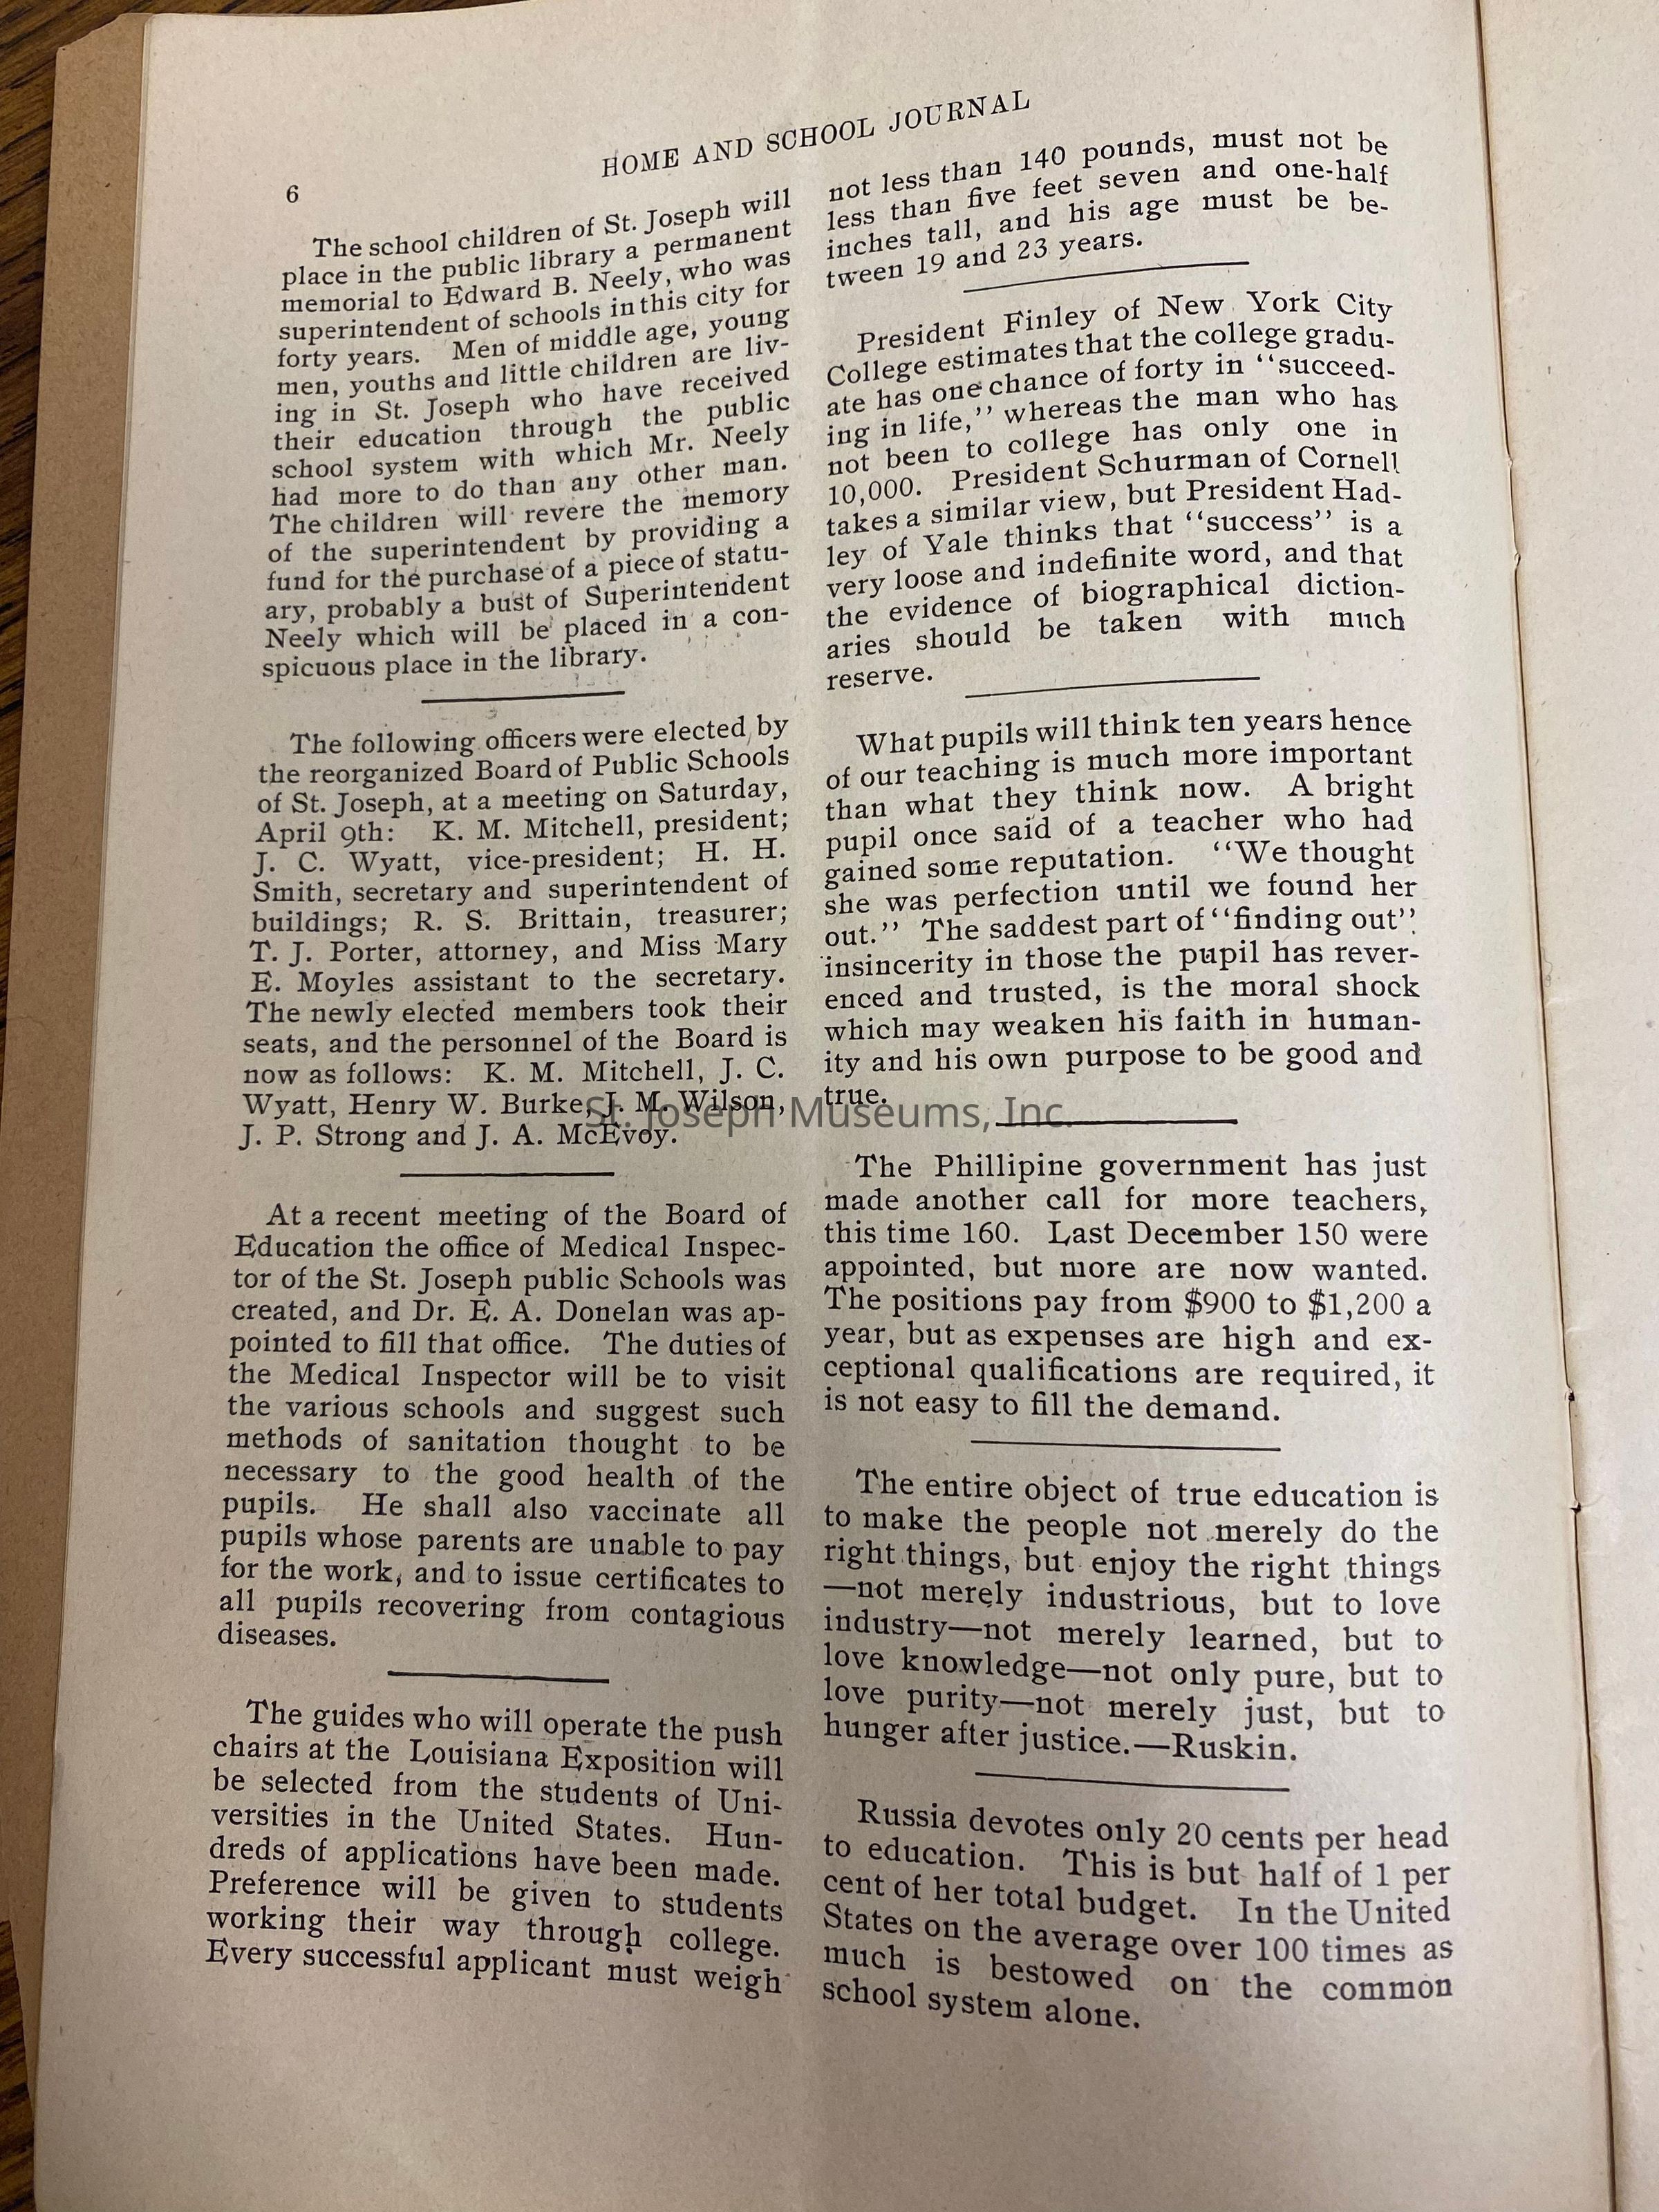 HOME AND SCHOOL JOURNAL
6
The school children of St. Joseph will
place in the public library a permanent
memorial to Edward B. Neely, who was
superintendent of schools in this city for
forty years. Men of middle age, young
men, youths and little children are liv-
ing in St. Joseph who have received
their education through the public
school system with which Mr. Neely
had more to do than any other man.
The children will revere the memory
of the superintendent by providing a
fund for the purchase of a piece of statu-
ary, probably a bust of Superintendent
Neely which will be placed in a con-
spicuous place in the library.
The following officers were elected by
the reorganized Board of Public Schools
of St. Joseph, at a meeting on Saturday,
April 9th: K. M. Mitchell, president;
J. C. Wyatt, vice-president; H. H.
Smith, secretary and superintendent of
buildings; R. S. Brittain, treasurer;
T. J. Porter, attorney, and Miss Mary
E. Moyles assistant to the secretary.
The newly elected members took their
seats, and the personnel of the Board is
now as follows: K. M. Mitchell, J. C.
Wyatt, Henry W. Burke, J. M. Wilson,
J. P. Strong and J. A. McEvoy.
At a recent meeting of the Board of
Education the office of Medical Inspec-
tor of the St. Joseph public Schools was
created, and Dr. E. A. Donelan was ap-
pointed to fill that office. The duties of
the Medical Inspector will be to visit
the various schools and suggest such
methods of sanitation thought to be
necessary to the good health of the
pupils. He shall also vaccinate all
pupils whose parents are unable to pay
for the work, and to issue certificates to
all pupils recovering from contagious
diseases.
The guides who will operate the push
chairs at the Louisiana Exposition will
be selected from the students of Uni-
versities in the United States. Hun-
dreds of applications have been made.
Preference will be given to students
working their way through college.
Every successful applicant must weigh
not less than 140 pounds, must not be
less than five feet seven and one-half
inches tall, and his age must be be-
tween 19 and 23 years.
President Finley of New York City
College estimates that the college gradu-
ate has one chance of forty in "succeed-
ing in life," whereas the man who has
not been to college has only one in
10,000. President Schurman of Cornell
takes a similar view, but President Had-
ley of Yale thinks that "success" is a
very loose and indefinite word, and that
the evidence of biographical diction-
aries should be taken with much
reserve.
What pupils will think ten years hence
of our teaching is much more important
than what they think now. A bright
pupil once said of a teacher who had
gained some reputation. "We thought
she was perfection until we found her
out." The saddest part of "finding out"
insincerity in those the pupil has rever-
enced and trusted, is the moral shock
which may weaken his faith in human-
ity and his own purpose to be good and
true.
St. Joseph Museums, Inc.
The Phillipine government has just
made another call for more teachers,
this time 160. Last December 150 were
appointed, but more are now wanted.
The positions pay from $900 to $1,200 a
year, but as expenses are high and ex-
ceptional qualifications are required, it
is not easy to fill the demand.
The entire object of true education is
to make the people not merely do the
right things, but enjoy the right things
—not merely industrious, but to love
industry—not merely learned, but to
love knowledge—not only pure, but to
love purity—not merely just, but to
hunger after justice.—Ruskin.
Russia devotes only 20 cents per head
to education. This is but half of 1 per
cent of her total budget. In the United
States on the average over 100 times as
much is bestowed on the common
school system alone.